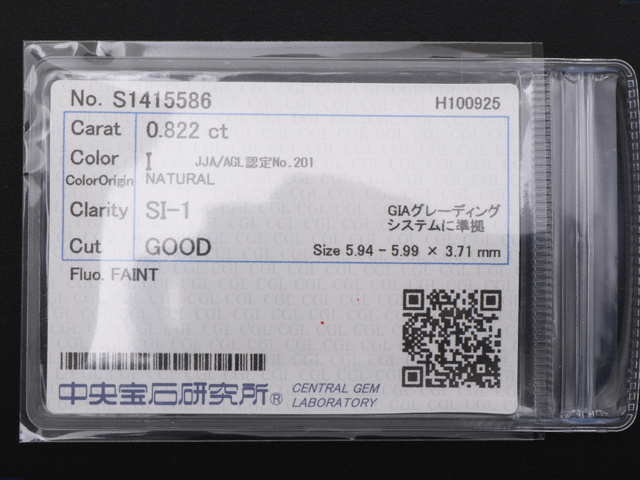 No. S1415586 H100925
Carat 0.822 ct
Color I JJA/AGL認定No.201
ColorOrigin NATURAL
Clarity SI-1 GIAグレーディング
システムに準拠
Cut GOOD Size 5.94 - 5.99 × 3.71 mm
Fluo. FAINT
中央宝石研究所® CENTRAL GEM
LABORATORY